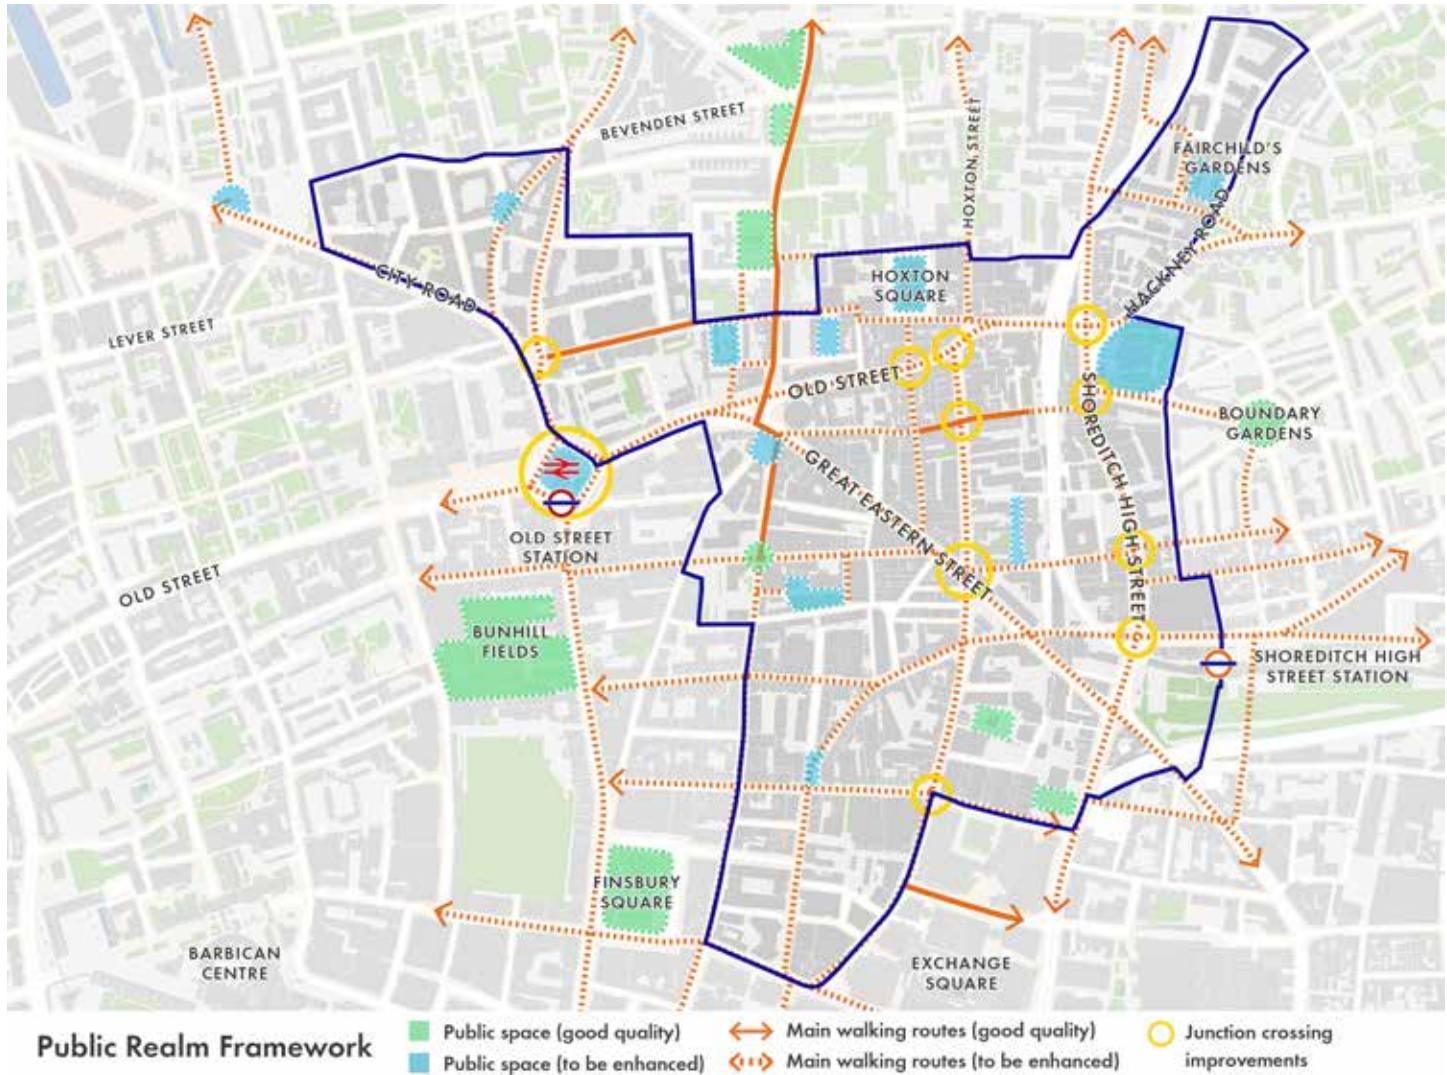 BEVENDEN STREET
HOXTON STREET
FAIRCHILD'S
GARDENS
HACKNEY ROAD
CITY ROAD
HOXTON
SQUARE
LEVER STREET
OLD STREET
SHOREDITCH HIGH STREET
BOUNDARY
GARDENS
GREAT EASTERN STREET
OLD STREET
STATION
OLD STREET
BUNHILL
FIELDS
SHOREDITCH HIGH
STREET STATION
FINSBURY
SQUARE
BARBICAN
CENTRE
EXCHANGE
SQUARE
Public Realm Framework
Public space (good quality)
Public space (to be enhanced)
Main walking routes (good quality)
Main walking routes (to be enhanced)
Junction crossing
improvements